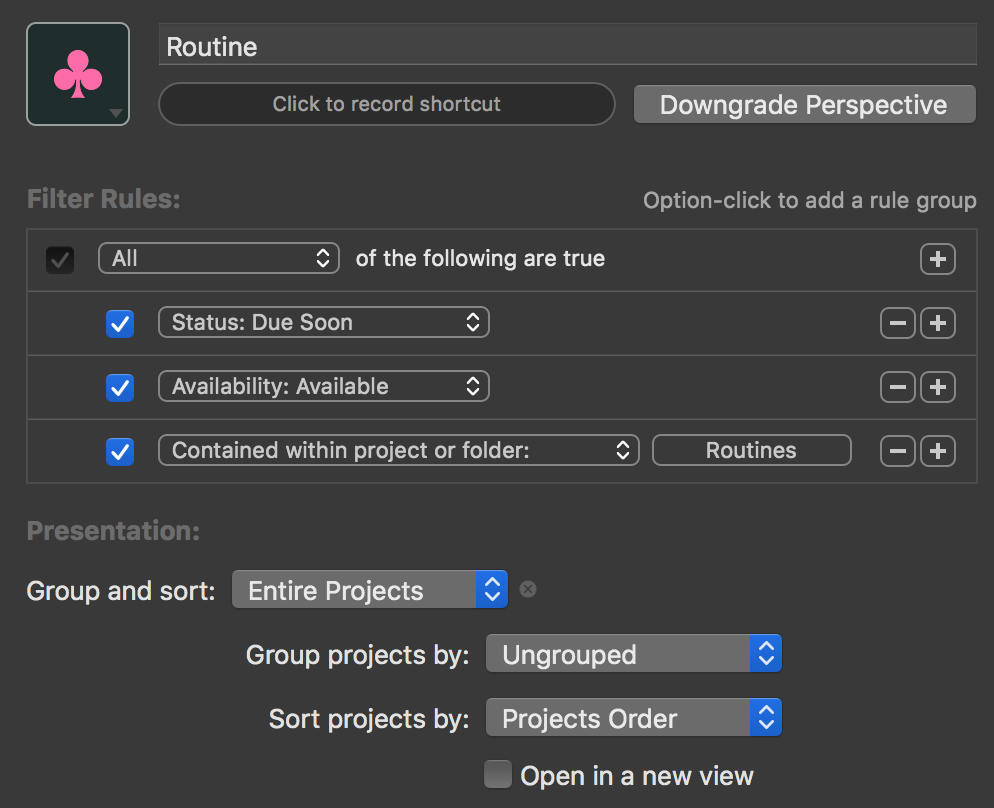 Routine
Click to record shortcut
Downgrade Perspective
Filter Rules:
Option-click to add a rule group
All of the following are true
Status: Due Soon
Availability: Available
Contained within project or folder: Routines
Presentation:
Group and sort: Entire Projects
Group projects by: Ungrouped
Sort projects by: Projects Order
Open in a new view